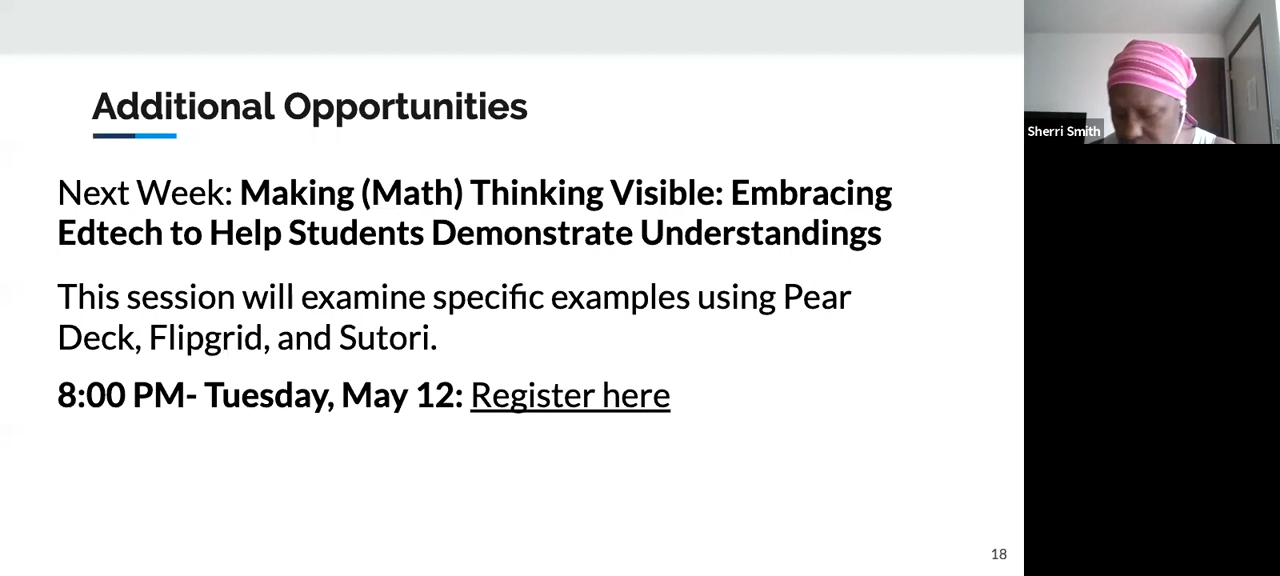 Additional Opportunities
Next Week: Making (Math) Thinking Visible: Embracing
Edtech to Help Students Demonstrate Understandings
This session will examine specific examples using Pear
Deck, Flipgrid, and Sutori.
8:00 PM- Tuesday, May 12: Register here
18
Sherri Smith